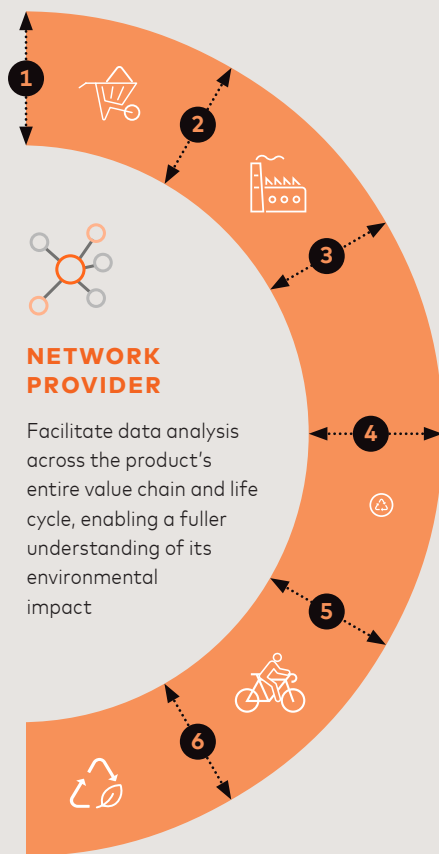 1
2
3
NETWORK
PROVIDER
Facilitate data analysis
across the product's
entire value chain and life
cycle, enabling a fuller
understanding of its
environmental
impact
4
5
6